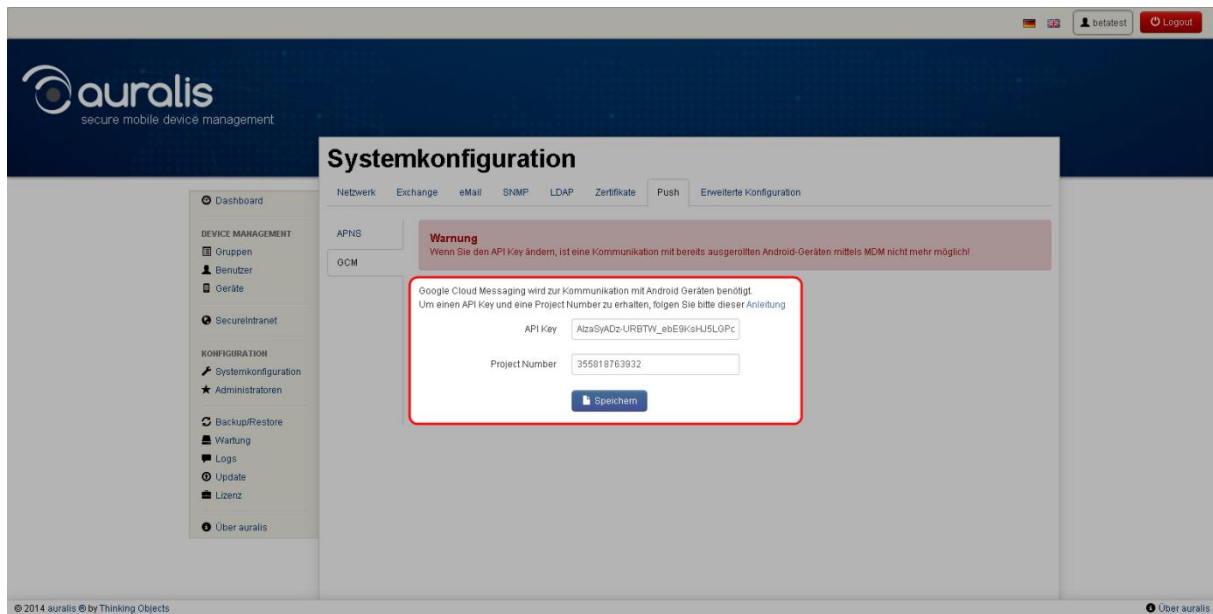 betatest
Logout
auralis
secure mobile device management
Systemkonfiguration
Netzwerk Exchange eMail SNMP LDAP Zertifikate Push Erweiterte Konfiguration
Dashboard
DEVICE MANAGEMENT
Gruppen
Benutzer
Geräte
SecureIntranet
KONFIGURATION
Systemkonfiguration
Administratoren
Backup/Restore
Wartung
Logs
Update
Lizenz
Über auralis
APNS
GCM
Warnung
Wenn Sie den API Key ändern, ist eine Kommunikation mit bereits ausgerollten Android-Geräten mittels MDM nicht mehr möglich!
Google Cloud Messaging wird zur Kommunikation mit Android Geräten benötigt.
Um einen API Key und eine Project Number zu erhalten, folgen Sie bitte dieser Anleitung
API Key AIzaSyADz-URBTW_ebE9KsHJ5LGPc
Project Number 355818763932
Speichern
© 2014 auralis ® by Thinking Objects
Über auralis